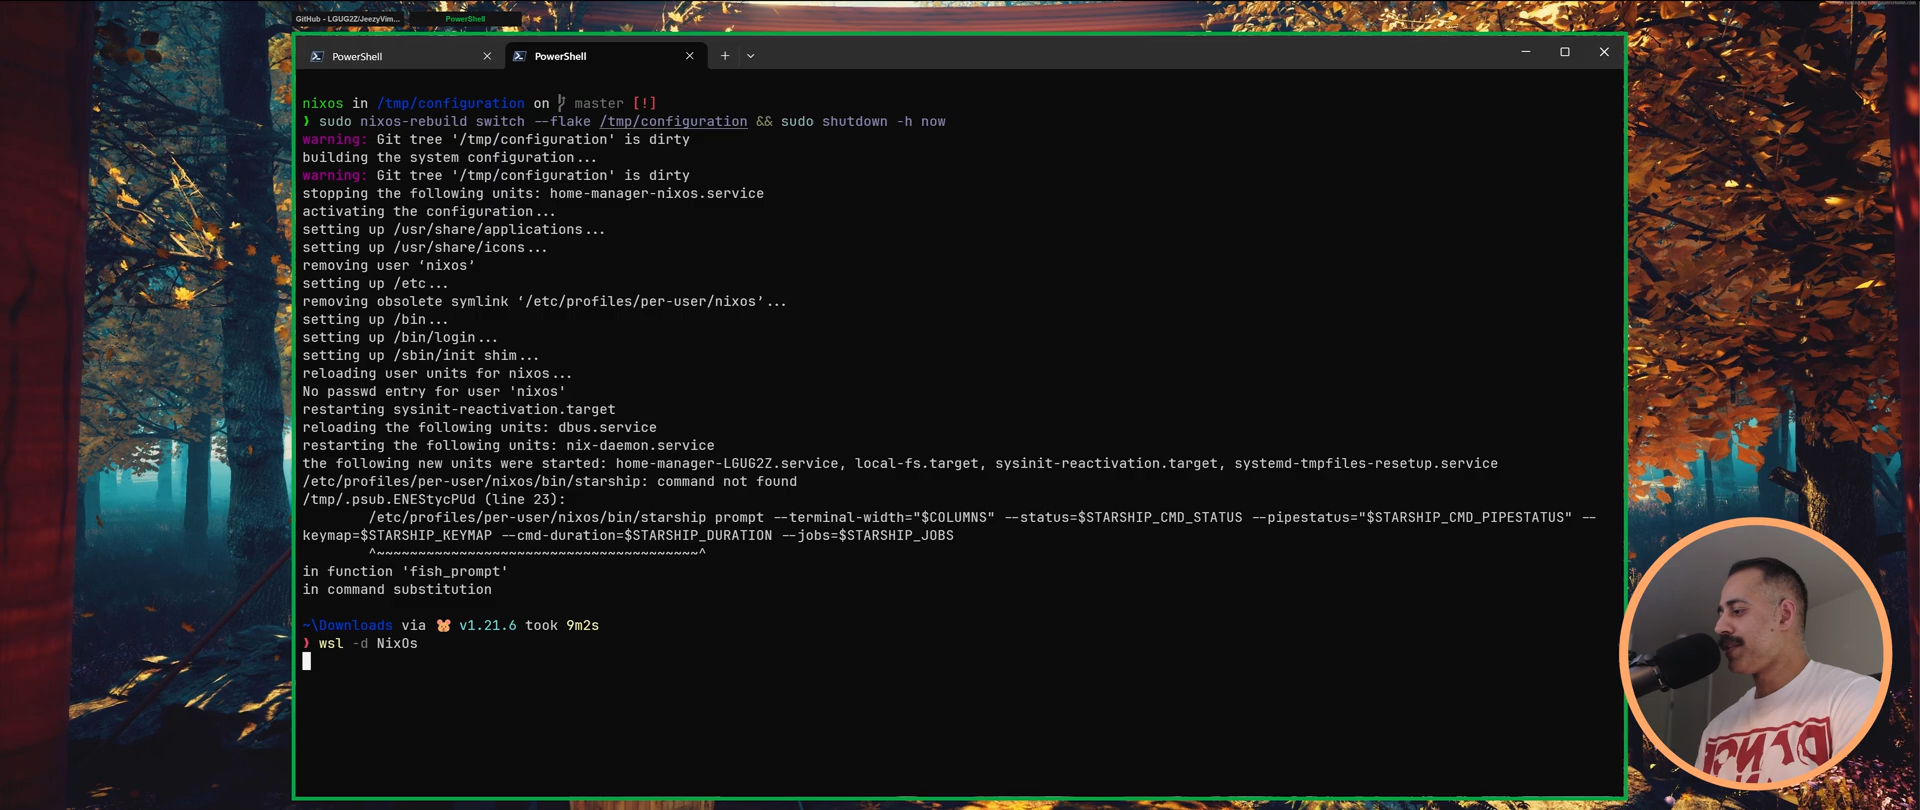 GitHub - LGUG2Z/JeezyVim...
PowerShell
PowerShell
PowerShell
nixos in /tmp/configuration on master [!]
❯ sudo nixos-rebuild switch --flake /tmp/configuration && sudo shutdown -h now
warning: Git tree '/tmp/configuration' is dirty
building the system configuration...
warning: Git tree '/tmp/configuration' is dirty
stopping the following units: home-manager-nixos.service
activating the configuration...
setting up /usr/share/applications...
setting up /usr/share/icons...
removing user ‘nixos’
setting up /etc...
removing obsolete symlink ‘/etc/profiles/per-user/nixos’...
setting up /bin...
setting up /bin/login...
setting up /sbin/init shim...
reloading user units for nixos...
No passwd entry for user 'nixos'
restarting sysinit-reactivation.target
reloading the following units: dbus.service
restarting the following units: nix-daemon.service
the following new units were started: home-manager-LGUG2Z.service, local-fs.target, sysinit-reactivation.target, systemd-tmpfiles-resetup.service
/etc/profiles/per-user/nixos/bin/starship: command not found
/tmp/.psub.ENEStycPUd (line 23):
/etc/profiles/per-user/nixos/bin/starship prompt --terminal-width="$COLUMNS" --status=$STARSHIP_CMD_STATUS --pipestatus="$STARSHIP_CMD_PIPESTATUS" --
keymap=$STARSHIP_KEYMAP --cmd-duration=$STARSHIP_DURATION --jobs=$STARSHIP_JOBS
^~~~~~~~~~~~~~~~~~~~~~~~~~~~~~~~~~~~~~~~^
in function 'fish_prompt'
in command substitution
~\Downloads via 🐹 v1.21.6 took 9m2s
❯ wsl -d NixOs